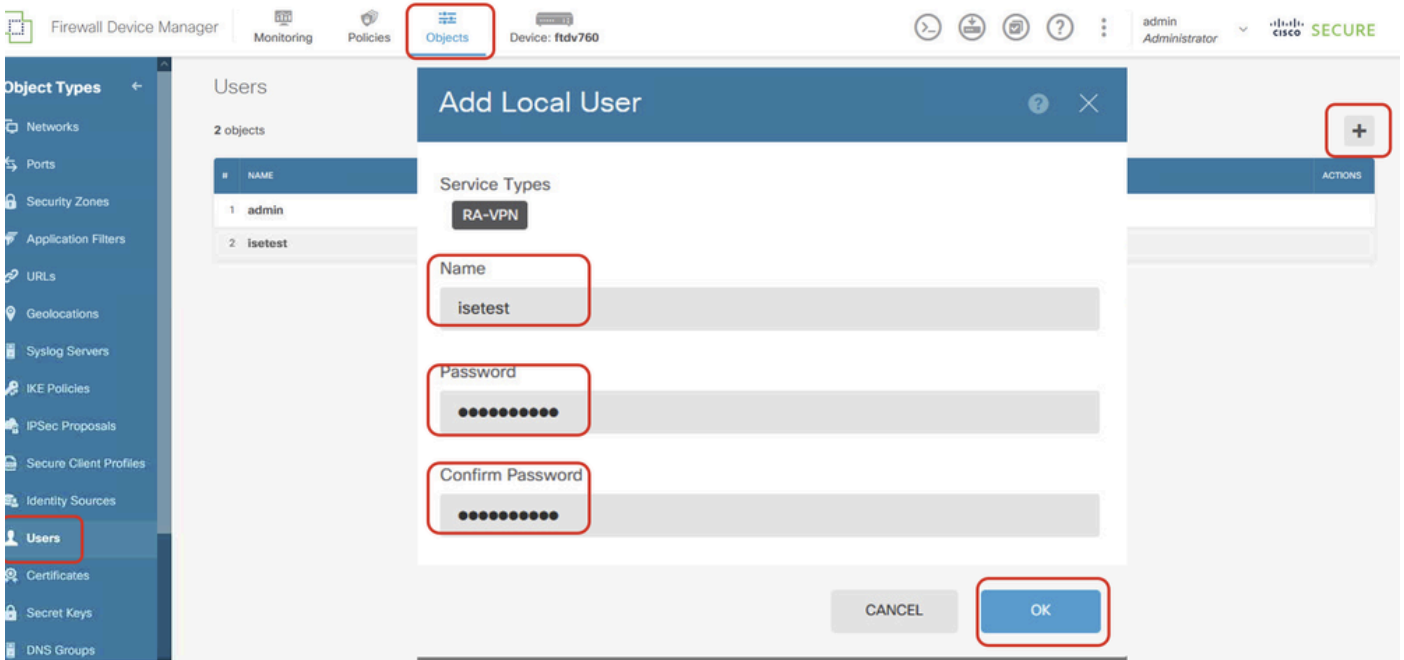 Firewall Device Manager
Monitoring
Policies
Objects
Device: ftdv760
admin
Administrator
cisco SECURE
Object Types
Networks
Ports
Security Zones
Application Filters
URLs
Geolocations
Syslog Servers
IKE Policies
IPSec Proposals
Secure Client Profiles
Identity Sources
Users
Certificates
Secret Keys
DNS Groups
Users
2 objects
# NAME
ACTIONS
1 admin
2 isetest
Add Local User
Service Types
RA-VPN
Name
isetest
Password
●●●●●●●●●●
Confirm Password
●●●●●●●●●●
CANCEL
OK